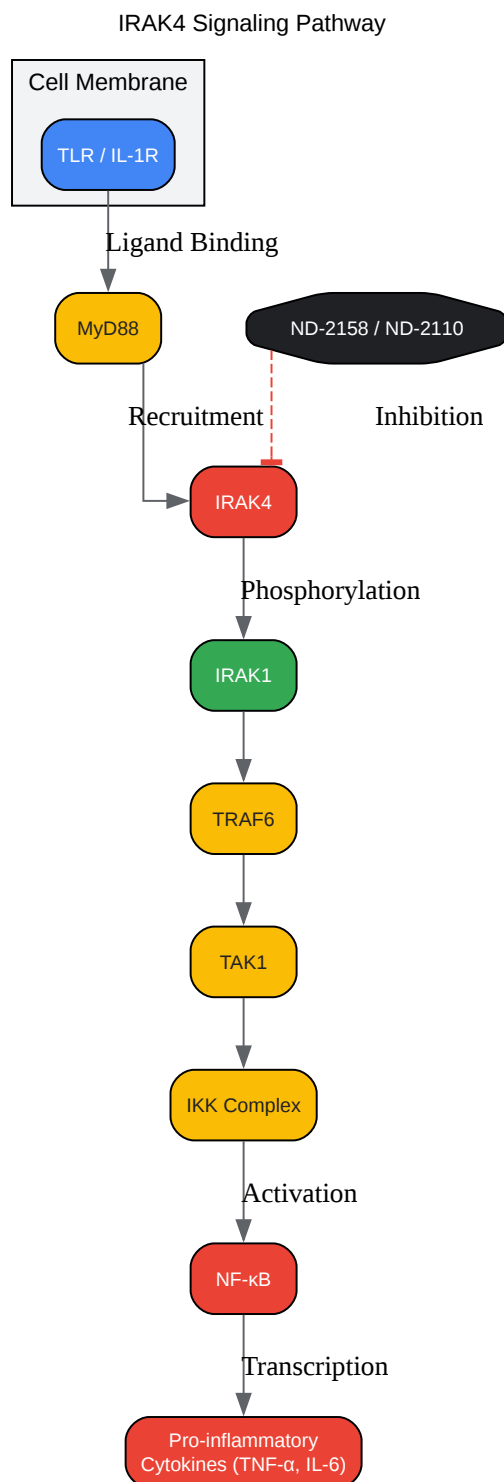 IRAK4 Signaling Pathway
Cell Membrane
TLR / IL-1R
Ligand Binding
MyD88
ND-2158 / ND-2110
Recruitment
Inhibition
IRAK4
Phosphorylation
IRAK1
TRAF6
TAK1
IKK Complex
Activation
NF-κB
Transcription
Pro-inflammatory
Cytokines (TNF-α, IL-6)